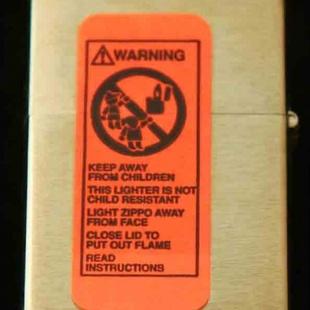 WARNING
KEEP AWAY
FROM CHILDREN
THIS LIGHTER IS NOT
CHILD RESISTANT
LIGHT ZIPPO AWAY
FROM FACE
CLOSE LID TO
PUT OUT FLAME
READ
INSTRUCTIONS